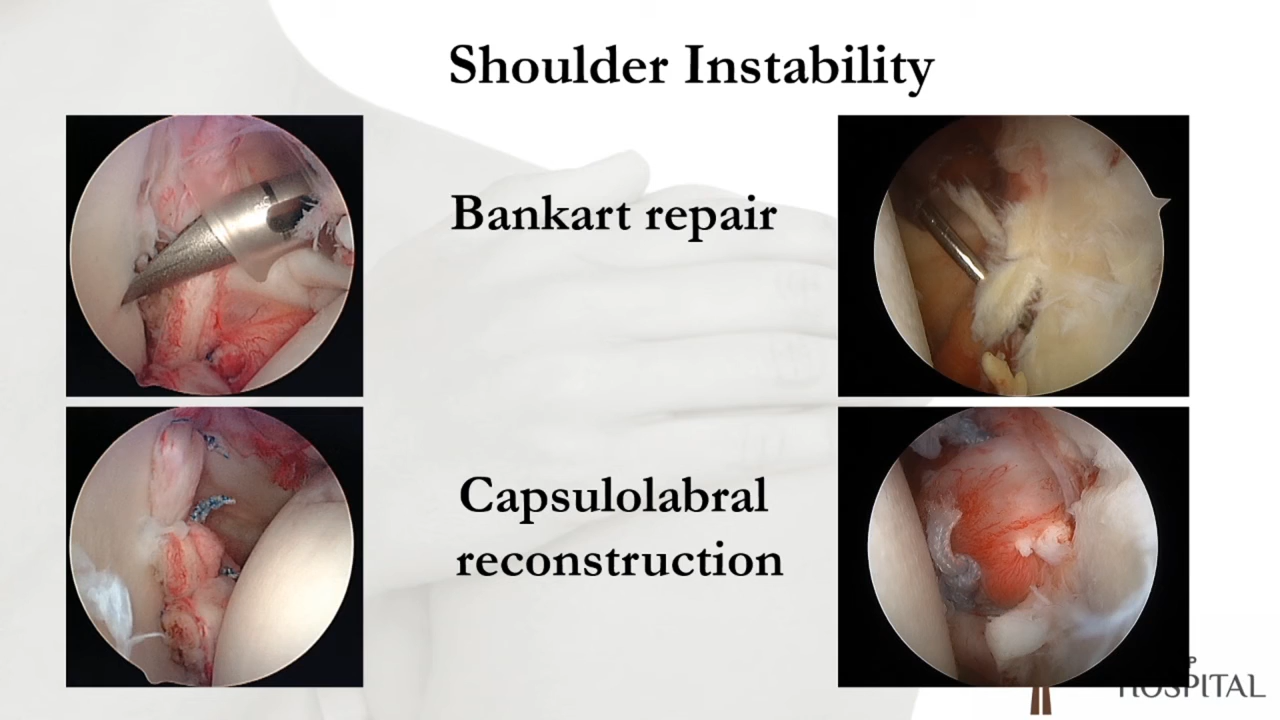 Shoulder Instability
Bankart repair
Capsulolabral
reconstruction
HOSPITAL